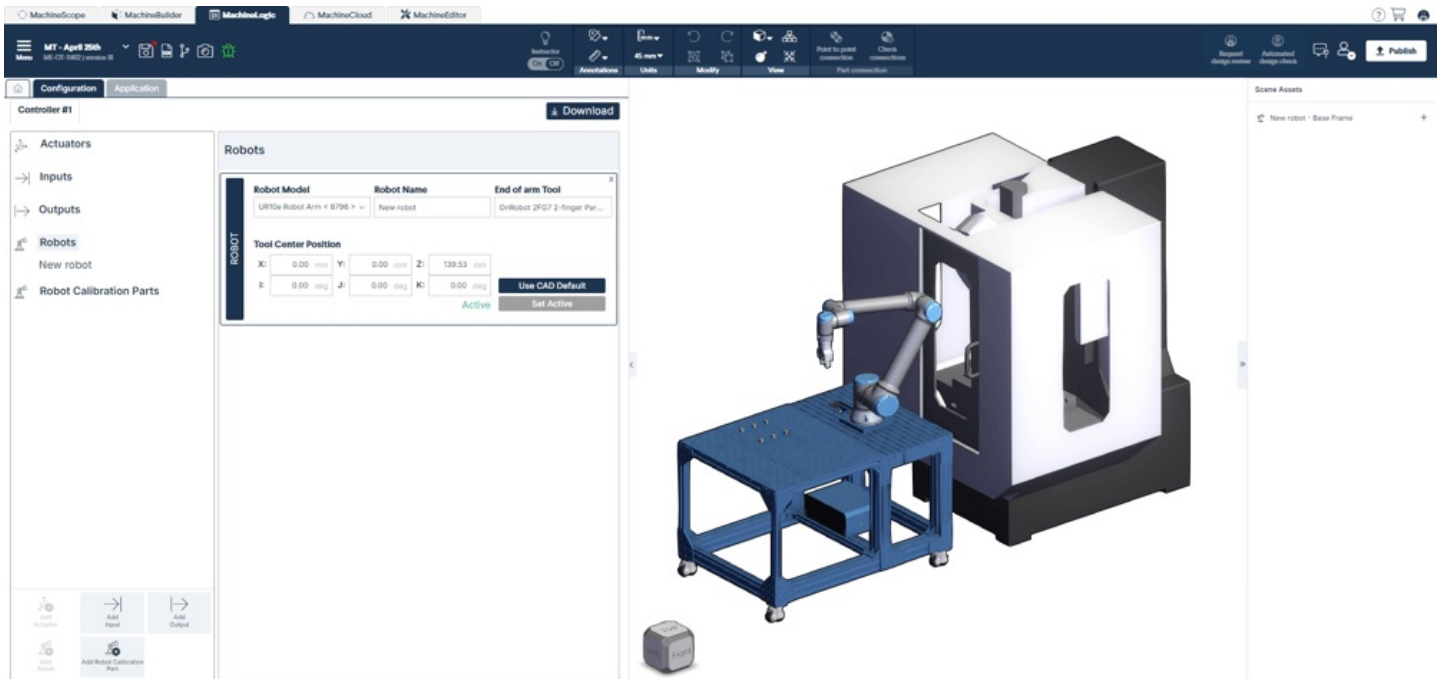 MachineScope
MachineBuilder
MachineLogic
MachineCloud
MachineEditor
Menu
MT - April 25th
Instructor
On Off
Annotations
mm
45 mm
Units
Modify
View
Point to point connection
Check connections
Part connection
Request design review
Automated design check
Publish
Configuration
Application
Controller #1
Download
Actuators
Inputs
Outputs
Robots
New robot
Robot Calibration Parts
Add Actuator
Add Input
Add Output
Add Robot
Add Robot Calibration Part
Robots
x
ROBOT
Robot Model
Robot Name
End of arm Tool
UR10e Robot Arm < 8796 >
New robot
OnRobot 2FG7 2-finger Par...
Tool Center Position
X: 0.00 mm Y: 0.00 mm Z: 139.53 mm
I: 0.00 deg J: 0.00 deg K: 0.00 deg
Use CAD Default
Active
Set Active
Front
Scene Assets
New robot - Base Frame
+